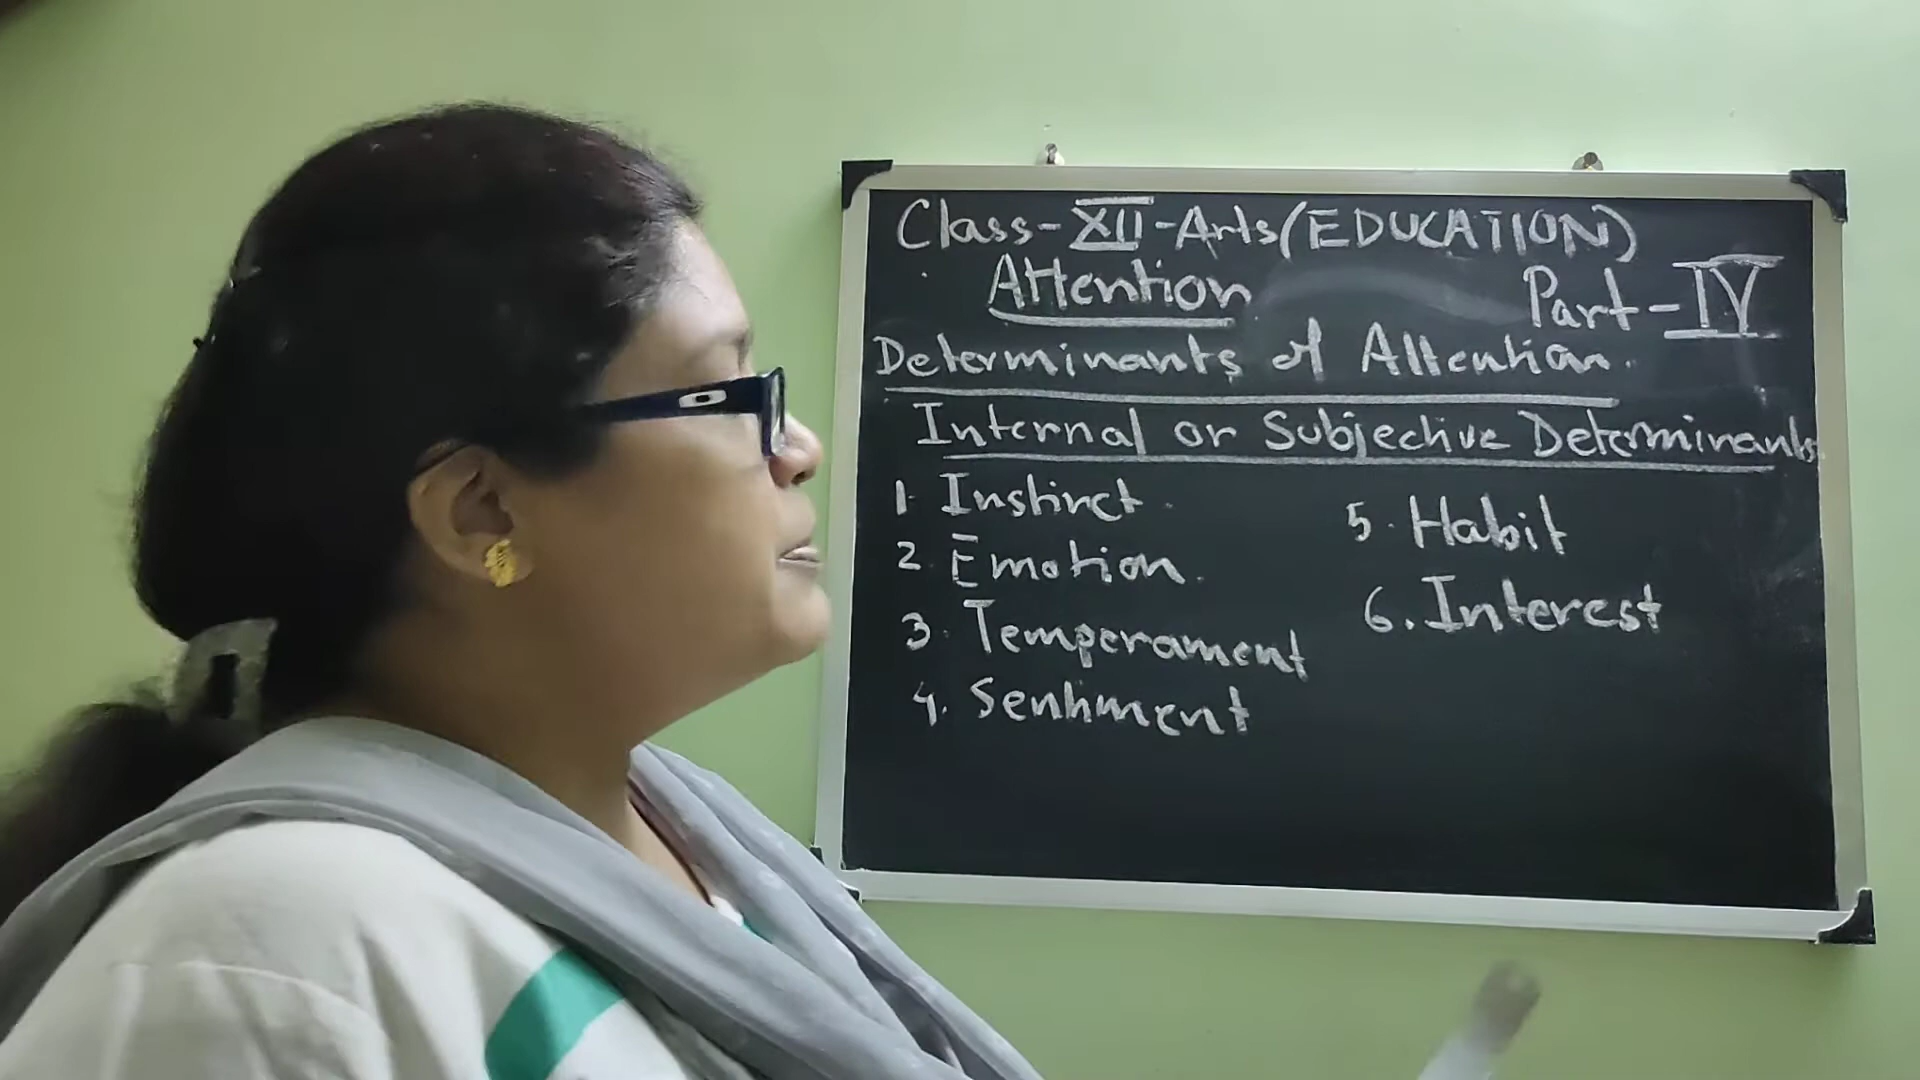 Class-XII-Arts(EDUCATION)
Attention
Part-IV
Determinants of Attention.
Internal or Subjective Determinants
1. Instinct.
2. Emotion.
3. Temperament
4. Sentiment
5. Habit
6. Interest